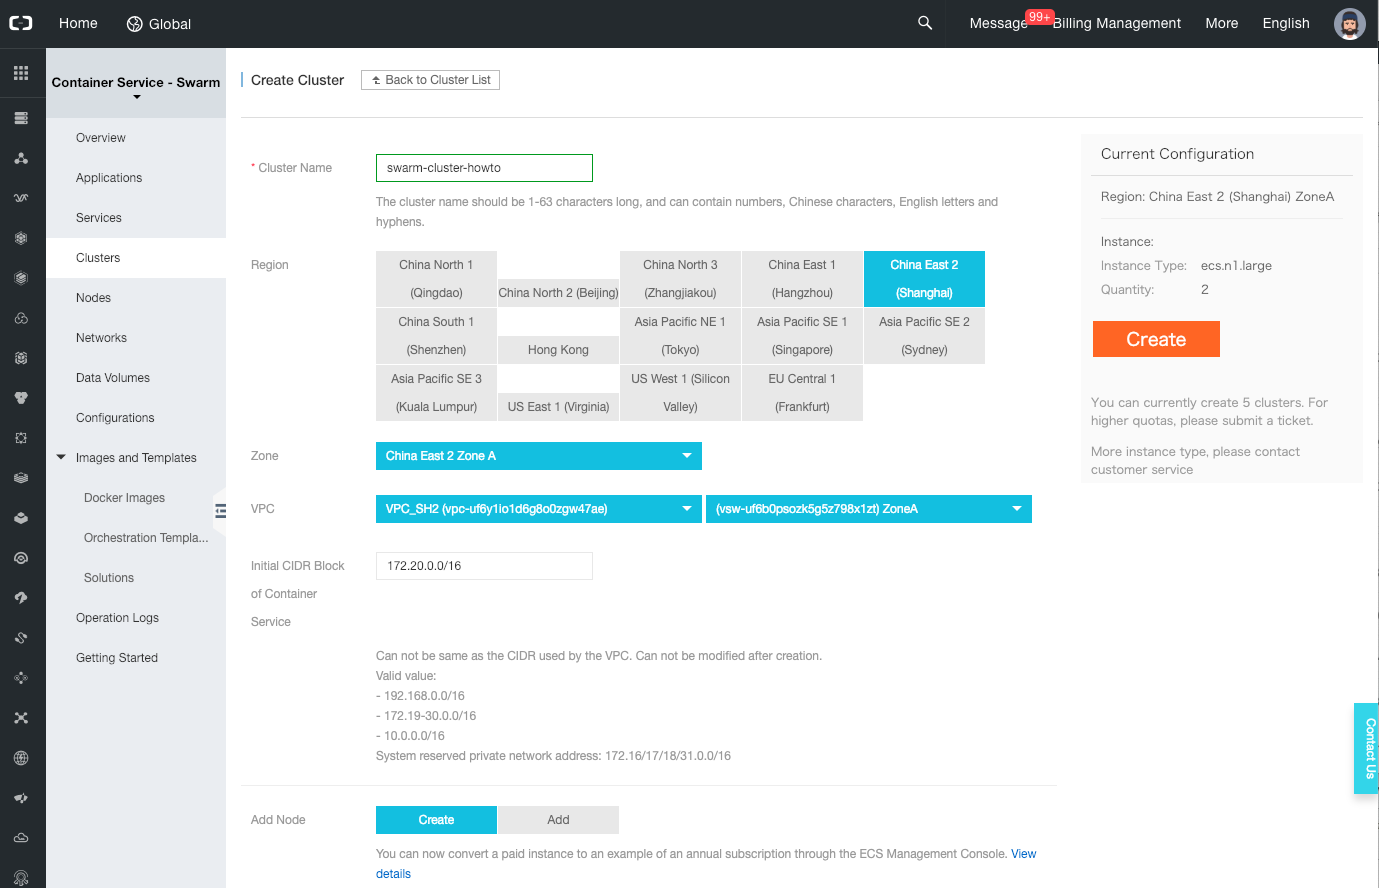 Home
Global
Message
99+
Billing Management
More
English
Container Service - Swarm
Overview
Applications
Services
Clusters
Nodes
Networks
Data Volumes
Configurations
Images and Templates
Docker Images
Orchestration Templa...
Solutions
Operation Logs
Getting Started
Create Cluster
Back to Cluster List
* Cluster Name
swarm-cluster-howto
The cluster name should be 1-63 characters long, and can contain numbers, Chinese characters, English letters and
hyphens.
Region
China North 1
(Qingdao)
China North 2 (Beijing)
China North 3
(Zhangjiakou)
China East 1
(Hangzhou)
China East 2
(Shanghai)
China South 1
(Shenzhen)
Hong Kong
Asia Pacific NE 1
(Tokyo)
Asia Pacific SE 1
(Singapore)
Asia Pacific SE 2
(Sydney)
Asia Pacific SE 3
(Kuala Lumpur)
US East 1 (Virginia)
US West 1 (Silicon
Valley)
EU Central 1
(Frankfurt)
Zone
China East 2 Zone A
VPC
VPC_SH2 (vpc-uf6y1io1d6g8o0zgw47ae)
(vsw-uf6b0psozk5g5z798x1zt) ZoneA
Initial CIDR Block
of Container
Service
172.20.0.0/16
Can not be same as the CIDR used by the VPC. Can not be modified after creation.
Valid value:
- 192.168.0.0/16
- 172.19-30.0.0/16
- 10.0.0.0/16
System reserved private network address: 172.16/17/18/31.0.0/16
Add Node
Create
Add
You can now convert a paid instance to an example of an annual subscription through the ECS Management Console. View
details
Current Configuration
Region: China East 2 (Shanghai) ZoneA
Instance:
Instance Type: ecs.n1.large
Quantity: 2
Create
You can currently create 5 clusters. For
higher quotas, please submit a ticket.
More instance type, please contact
customer service
Contact Us